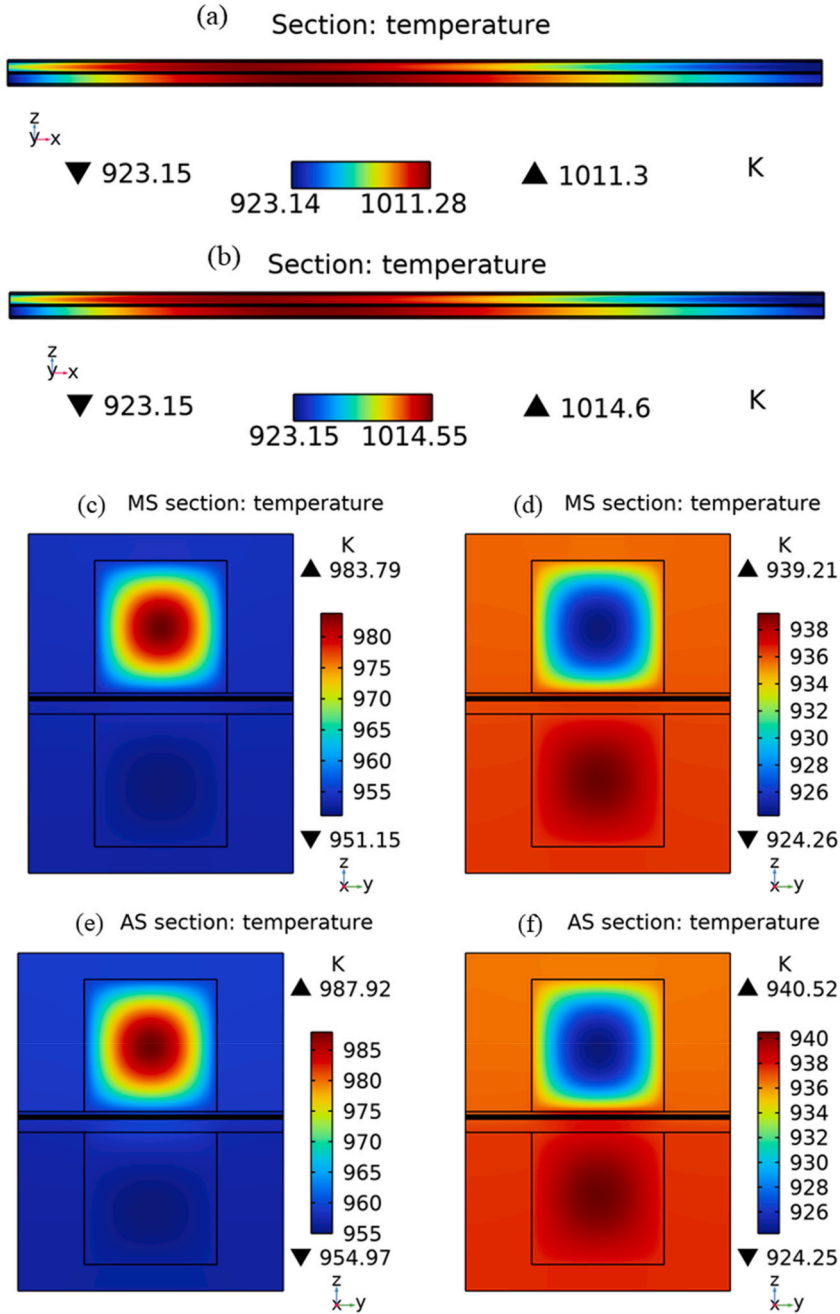 (a) Section: temperature
z
y x
▼ 923.15 ▲ 1011.3 K
923.14 1011.28
(b) Section: temperature
z
y x
▼ 923.15 ▲ 1014.6 K
923.15 1014.55
(c) MS section: temperature
K
▲ 983.79
980
975
970
965
960
955
▼ 951.15
z
x y
(d) MS section: temperature
K
▲ 939.21
938
936
934
932
930
928
926
▼ 924.26
z
x y
(e) AS section: temperature
K
▲ 987.92
985
980
975
970
965
960
955
▼ 954.97
z
x y
(f) AS section: temperature
K
▲ 940.52
940
938
936
934
932
930
928
926
▼ 924.25
z
x y